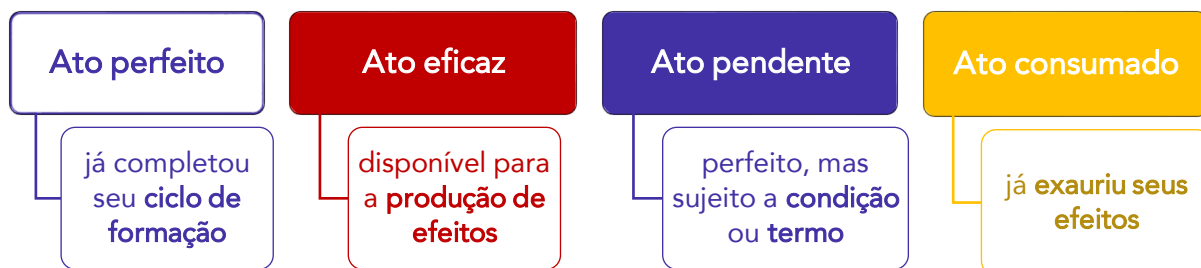 Ato perfeito
já completou
seu ciclo de
formação
Ato eficaz
disponível para
a produção de
efeitos
Ato pendente
perfeito, mas
sujeito a condição
ou termo
Ato consumado
já exauriu seus
efeitos